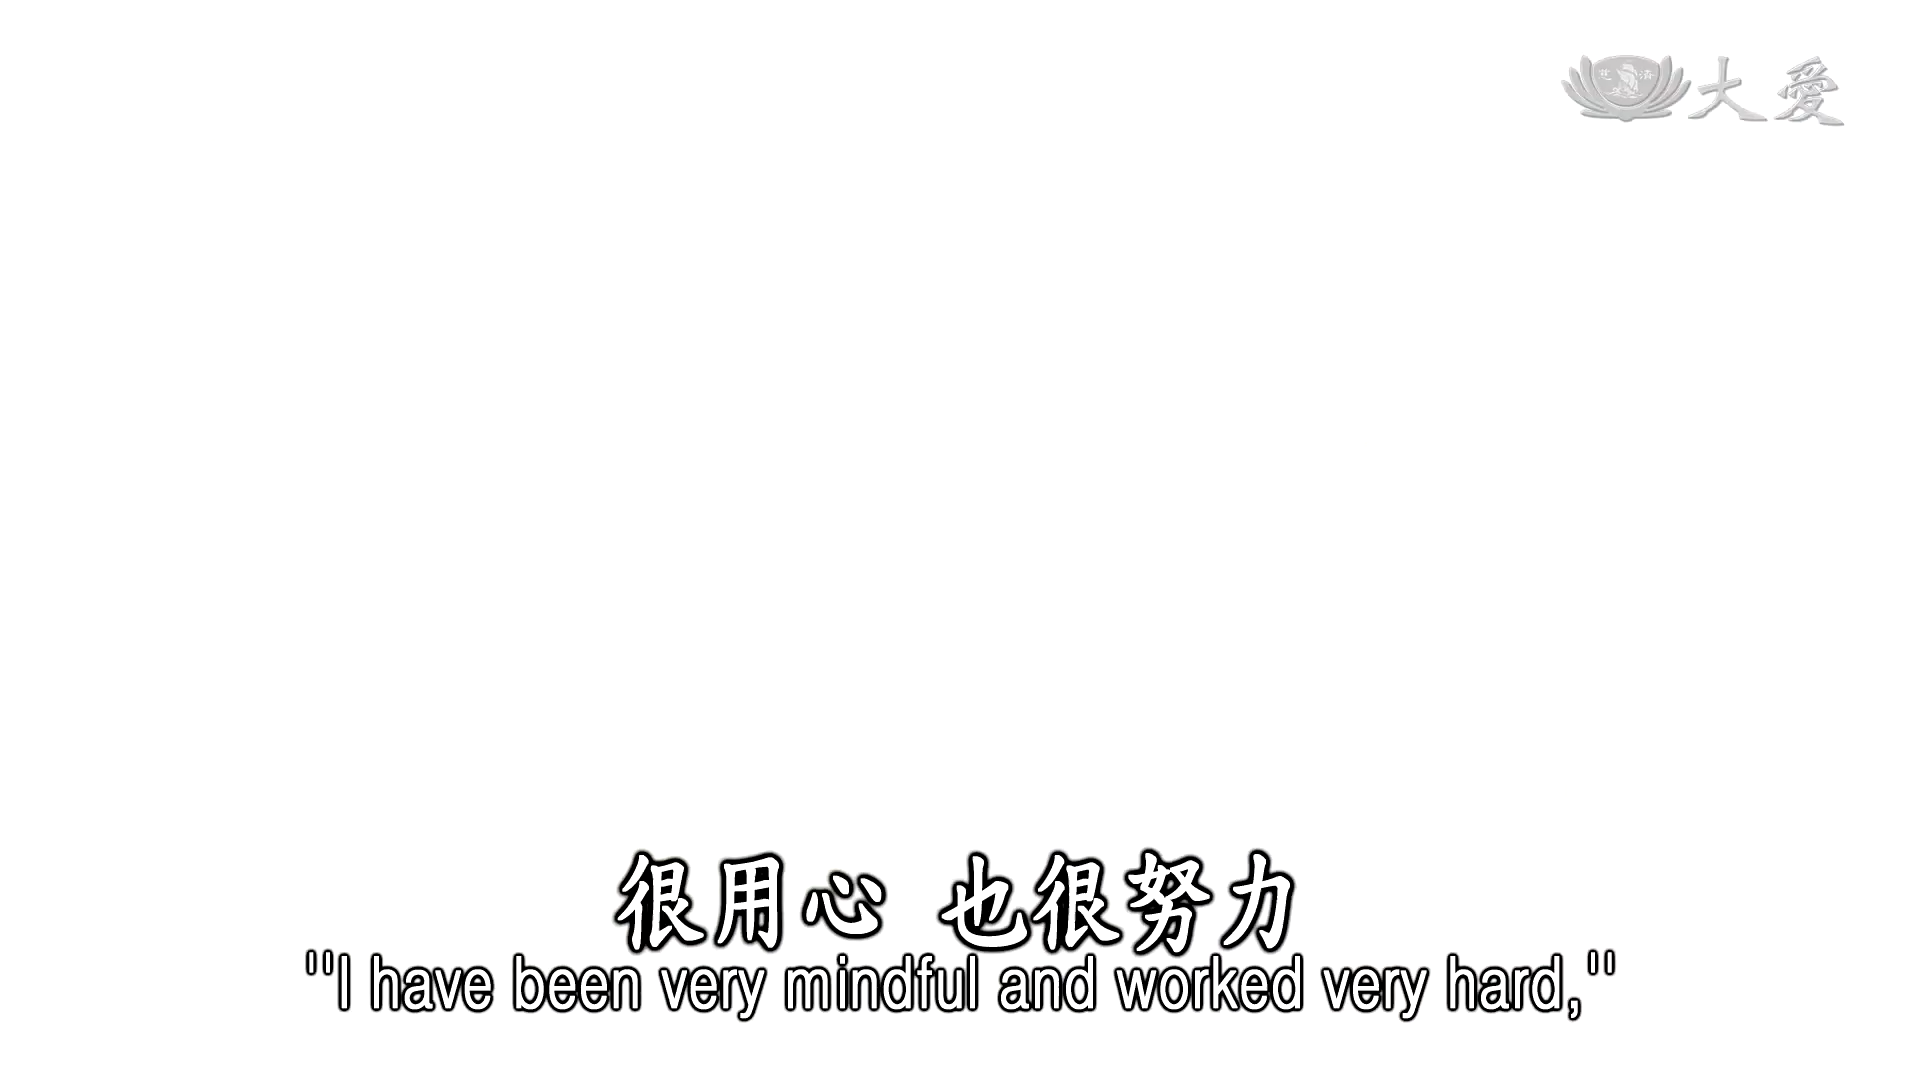 大愛
很用心 也很努力
"I have been very mindful and worked very hard,"